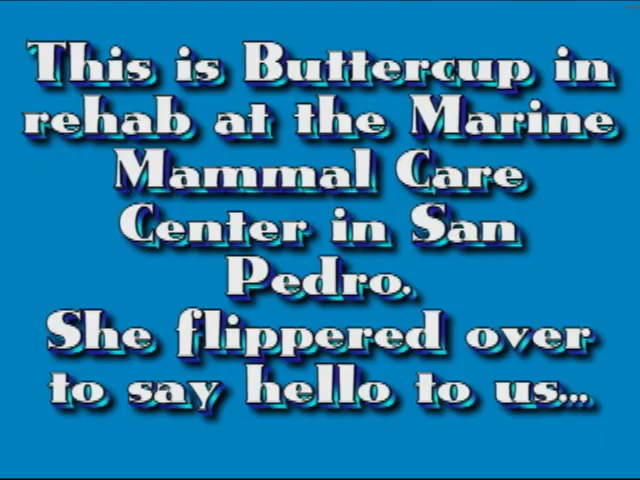 This is Buttercup in
rehab at the Marine
Mammal Care
Center in San
Pedro.
She flippered over
to say hello to us...